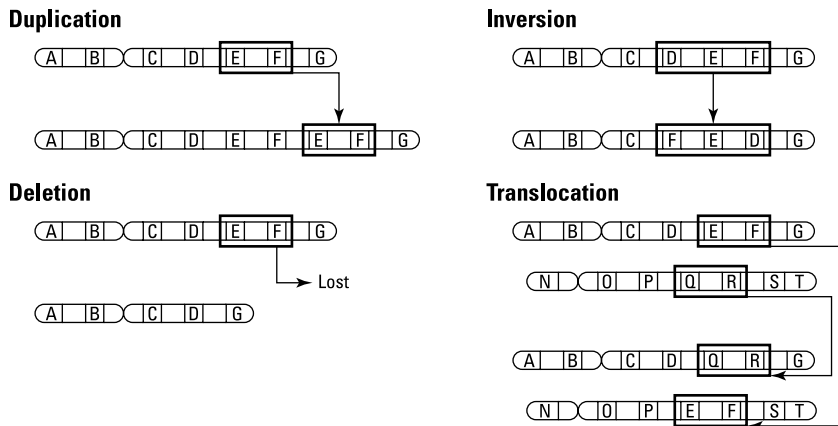 Duplication
A B C D E F G
A B C D E F E F G
Deletion
A B C D E F G
Lost
A B C D G
Inversion
A B C D E F G
A B C F E D G
Translocation
A B C D E F G
N O P Q R S T
A B C D Q R G
N O P E F S T